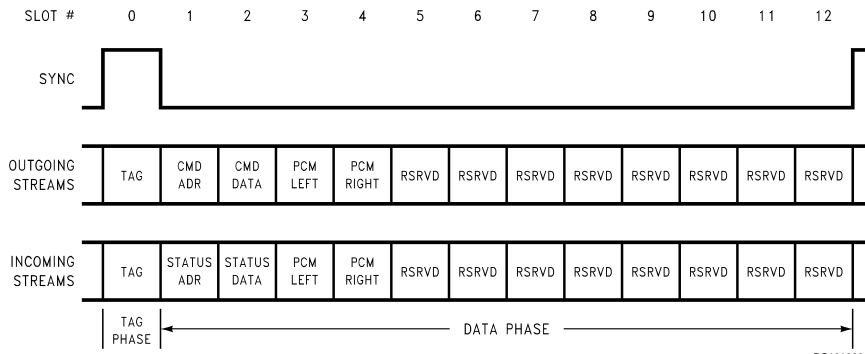 SLOT # 0 1 2 3 4 5 6 7 8 9 10 11 12
SYNC
OUTGOING STREAMS
TAG
CMD ADR
CMD DATA
PCM LEFT
PCM RIGHT
RSRVD RSRVD RSRVD RSRVD RSRVD RSRVD RSRVD RSRVD
INCOMING STREAMS
TAG
STATUS ADR
STATUS DATA
PCM LEFT
PCM RIGHT
RSRVD RSRVD RSRVD RSRVD RSRVD RSRVD RSRVD RSRVD
TAG PHASE
DATA PHASE